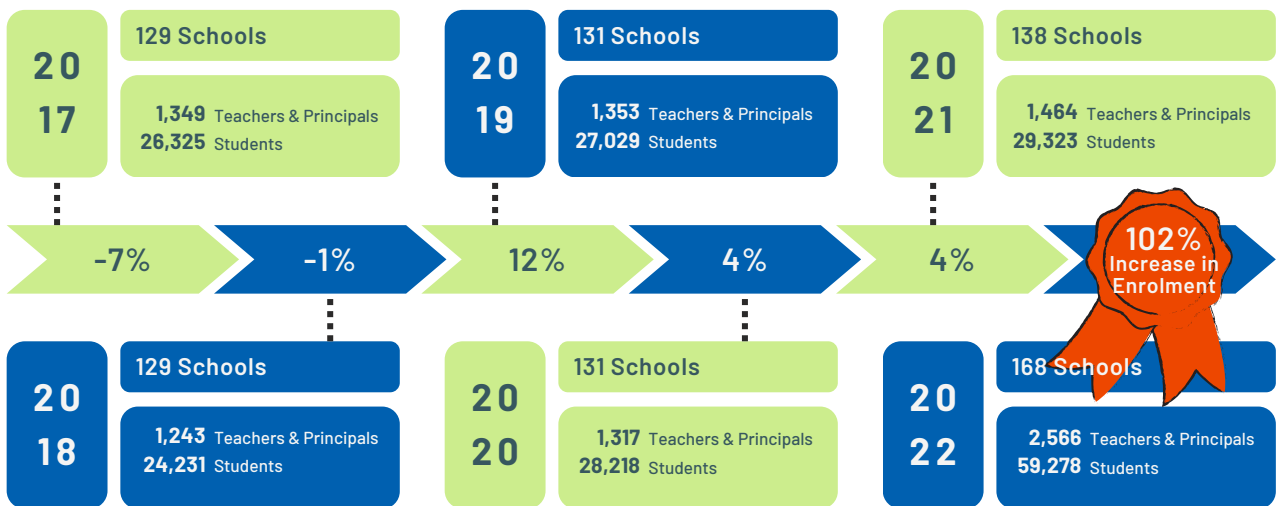 129 Schools
20
17
1,349 Teachers & Principals
26,325 Students
131 Schools
20
19
1,353 Teachers & Principals
27,029 Students
138 Schools
20
21
1,464 Teachers & Principals
29,323 Students
-7%
-1%
12%
4%
4%
102%
Increase in
Enrolment
129 Schools
20
18
1,243 Teachers & Principals
24,231 Students
131 Schools
20
20
1,317 Teachers & Principals
28,218 Students
168 Schools
20
22
2,566 Teachers & Principals
59,278 Students